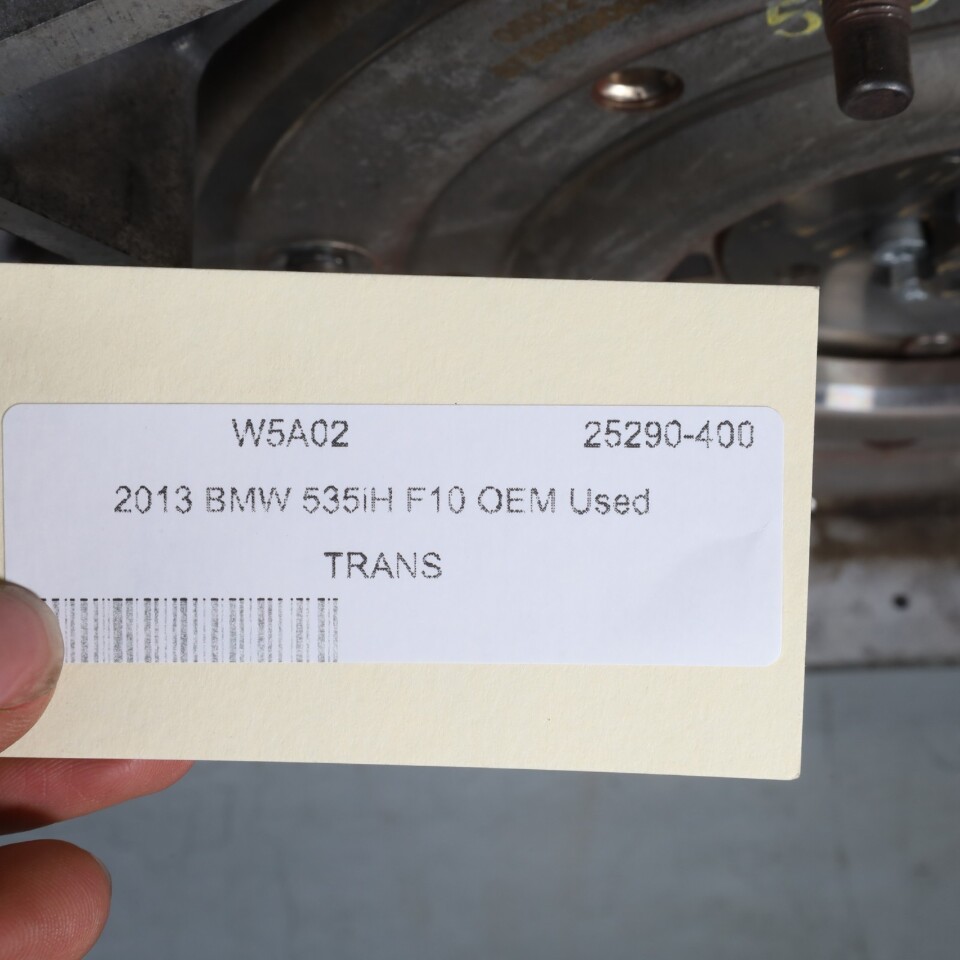 W5A02 25290-400
2013 BMW 535iH F10 OEM Used
TRANS